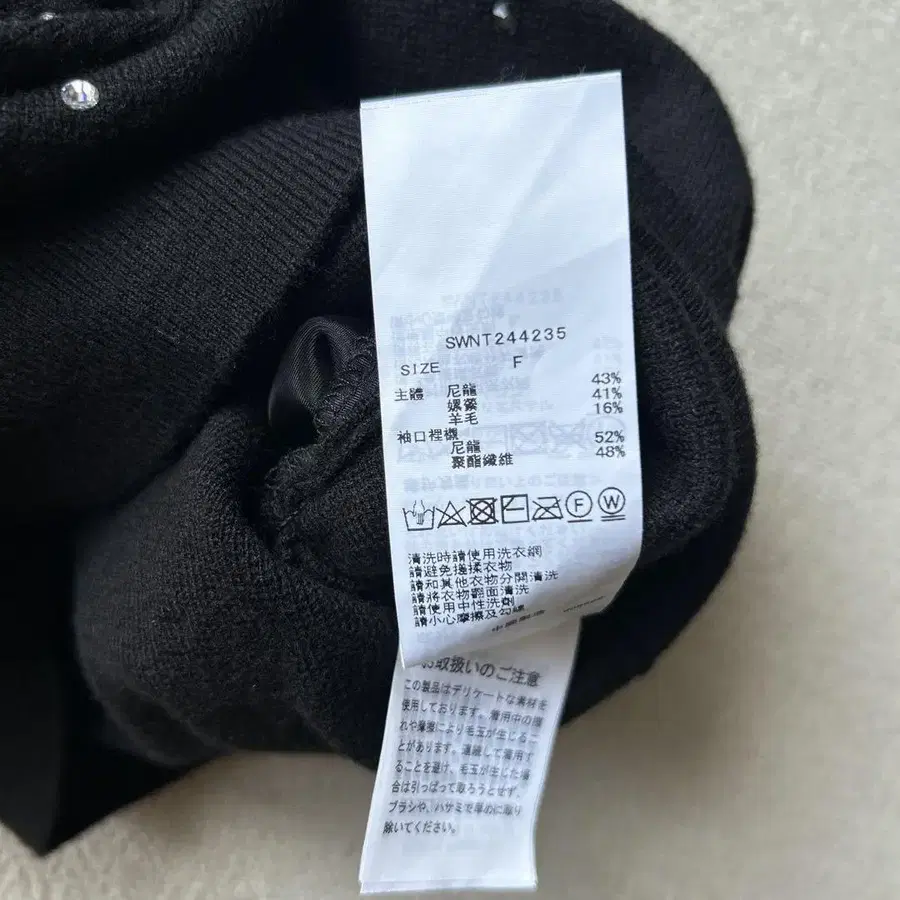 SWNT244235
SIZE F
主體 尼龍 43%
嫘縈 41%
羊毛 16%
袖口裡襯
尼龍 52%
聚酯纖維 48%
F W
清洗時請使用洗衣網
請避免搓揉衣物
請和其他衣物分開清洗
請將衣物翻面清洗
請使用中性洗劑
請小心摩擦及勾線
お取扱いのご注意
この製品はデリケートな素材を
使用しております。着用中の擦
れや摩擦により毛玉が生じるこ
とがあります。連続して着用す
ることを避け、毛玉が生じた場
合は引っぱって取ろうとせず、
ブラシや、ハサミで厚めに取り
除いてください。